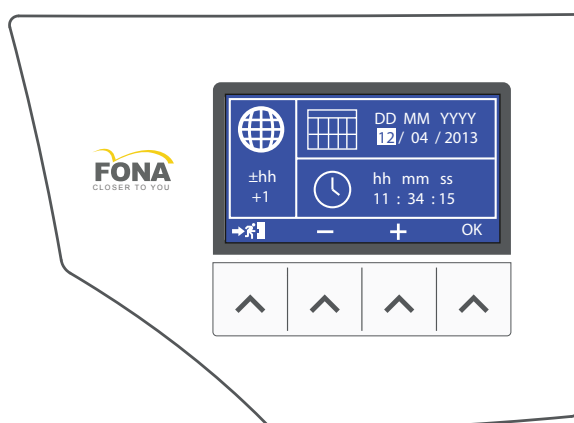 FONA
CLOSER TO YOU
±hh
+1
DD MM YYYY
12 / 04 / 2013
hh mm ss
11 : 34 : 15
− + OK